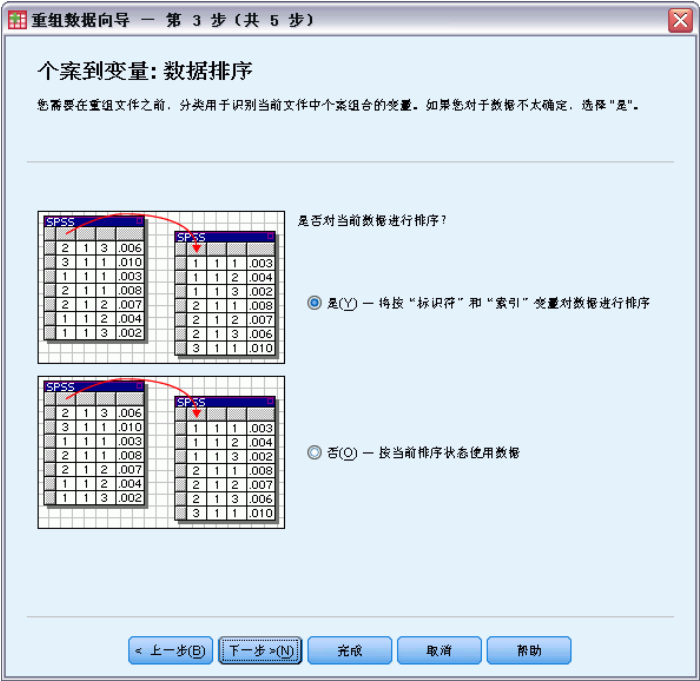 重组数据向导 — 第 3 步(共 5 步)
个案到变量: 数据排序
您需要在重组文件之前，分类用于识别当前文件中个案组合的变量。如果您对于数据不太确定，选择“是”。
是否对当前数据进行排序？
SPSS
2 1 3 .006
3 1 1 .010
1 1 1 .003
2 1 1 .008
2 1 2 .007
1 1 2 .004
1 1 3 .002
SPSS
1 1 1 .003
1 1 2 .004
1 1 3 .002
2 1 1 .008
2 1 2 .007
2 1 3 .006
3 1 1 .010
是(Y) — 将按“标识符”和“索引”变量对数据进行排序
SPSS
2 1 3 .006
3 1 1 .010
1 1 1 .003
2 1 1 .008
2 1 2 .007
1 1 2 .004
1 1 3 .002
SPSS
1 1 1 .003
1 1 2 .004
1 1 3 .002
2 1 1 .008
2 1 2 .007
2 1 3 .006
3 1 1 .010
否(O) — 按当前排序状态使用数据
< 上一步(B)
下一步 >(N)
完成
取消
帮助